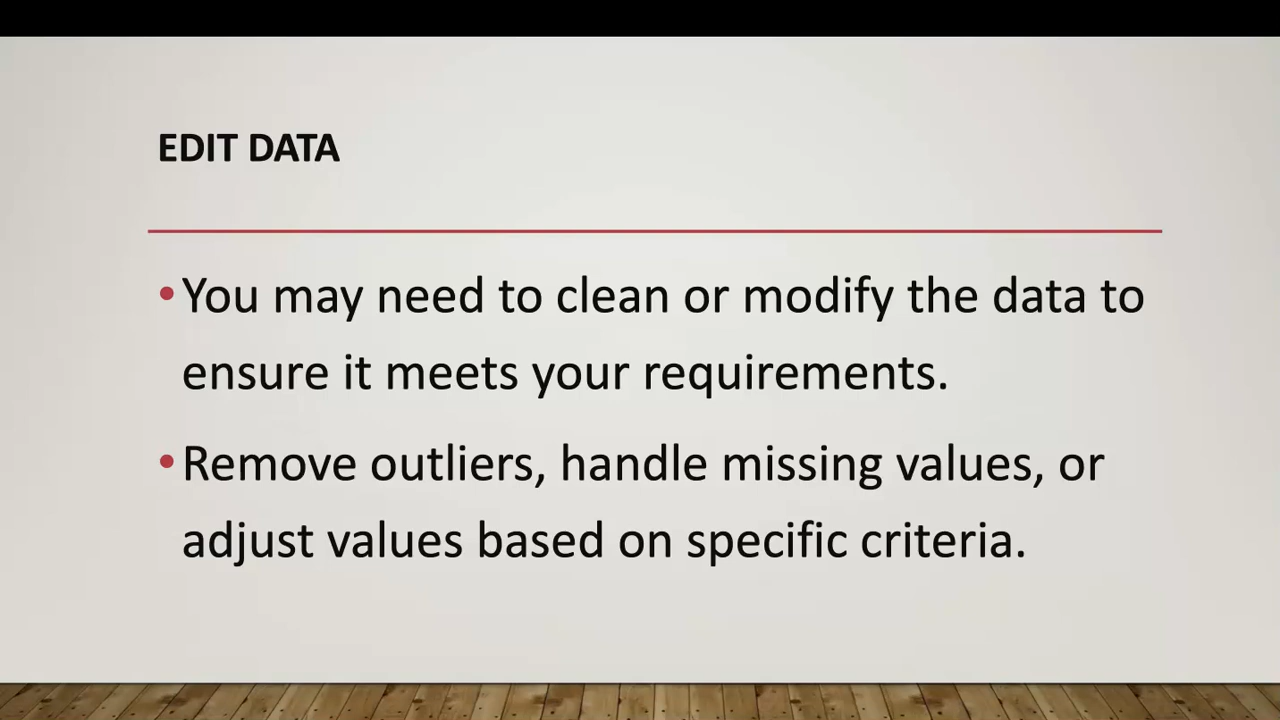 EDIT DATA
•You may need to clean or modify the data to
ensure it meets your requirements.
•Remove outliers, handle missing values, or
adjust values based on specific criteria.